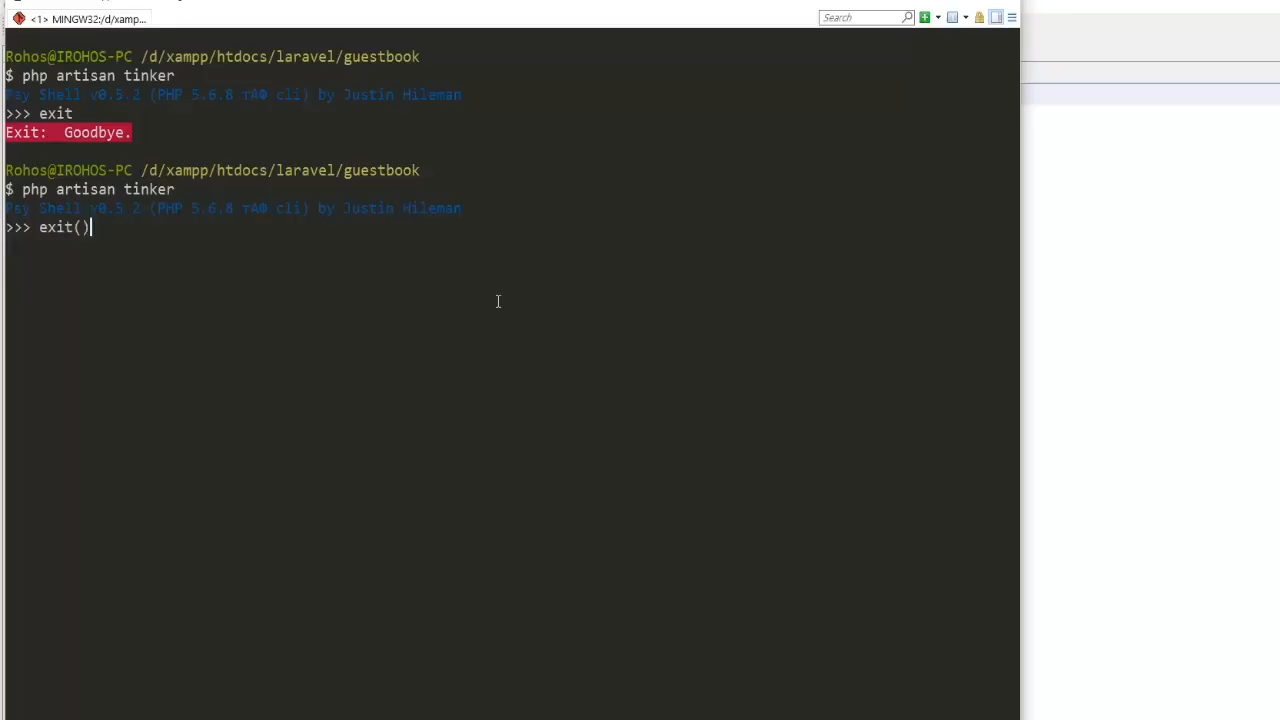 <1> MINGW32:/d/xamp...
Search
Rohos@IROHOS-PC /d/xampp/htdocs/laravel/guestbook
$ php artisan tinker
Psy Shell v0.5.2 (PHP 5.6.8 тАФ cli) by Justin Hileman
>>> exit
Exit:  Goodbye.
Rohos@IROHOS-PC /d/xampp/htdocs/laravel/guestbook
$ php artisan tinker
Psy Shell v0.5.2 (PHP 5.6.8 тАФ cli) by Justin Hileman
>>> exit()